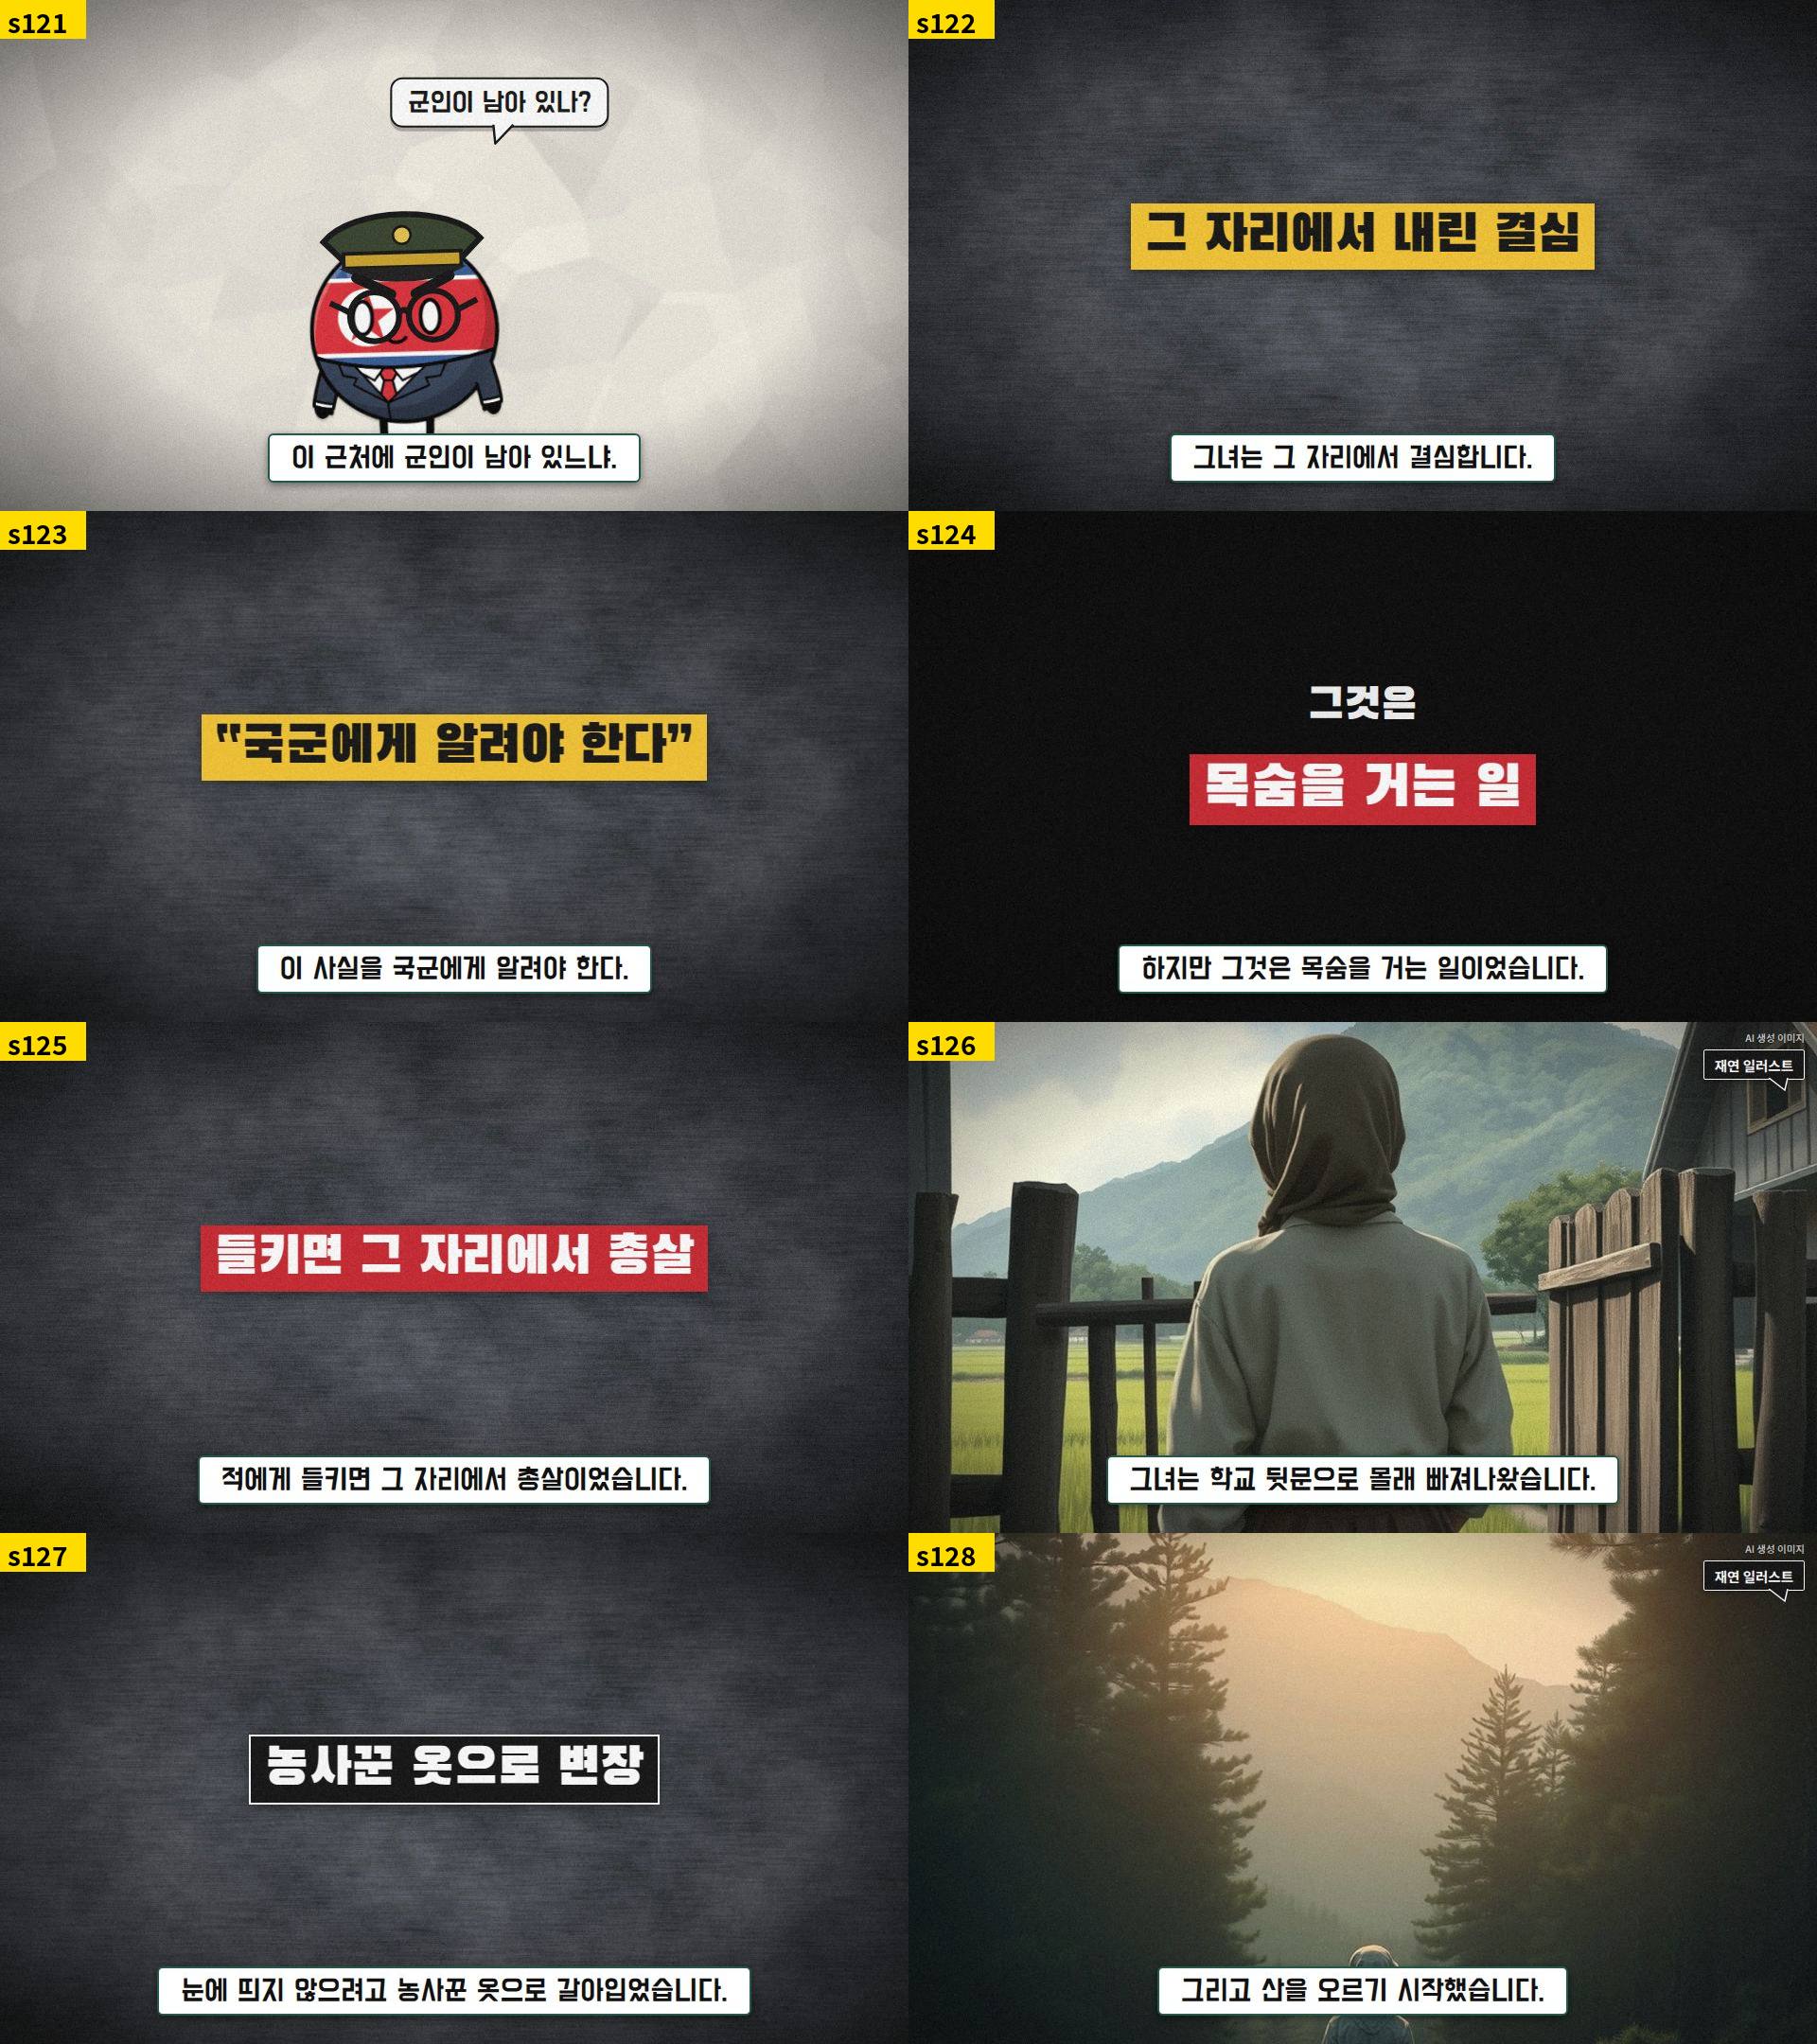 s121
군인이 남아 있나?
이 근처에 군인이 남아 있느냐.
s122
그 자리에서 내린 결심
그녀는 그 자리에서 결심합니다.
s123
“국군에게 알려야 한다”
이 사실을 국군에게 알려야 한다.
s124
그것은
목숨을 거는 일
하지만 그것은 목숨을 거는 일이었습니다.
s125
들키면 그 자리에서 총살
적에게 들키면 그 자리에서 총살이었습니다.
s126
AI 생성 이미지
재연 일러스트
그녀는 학교 뒷문으로 몰래 빠져나왔습니다.
s127
농사꾼 옷으로 변장
눈에 띄지 않으려고 농사꾼 옷으로 갈아입었습니다.
s128
AI 생성 이미지
재연 일러스트
그리고 산을 오르기 시작했습니다.